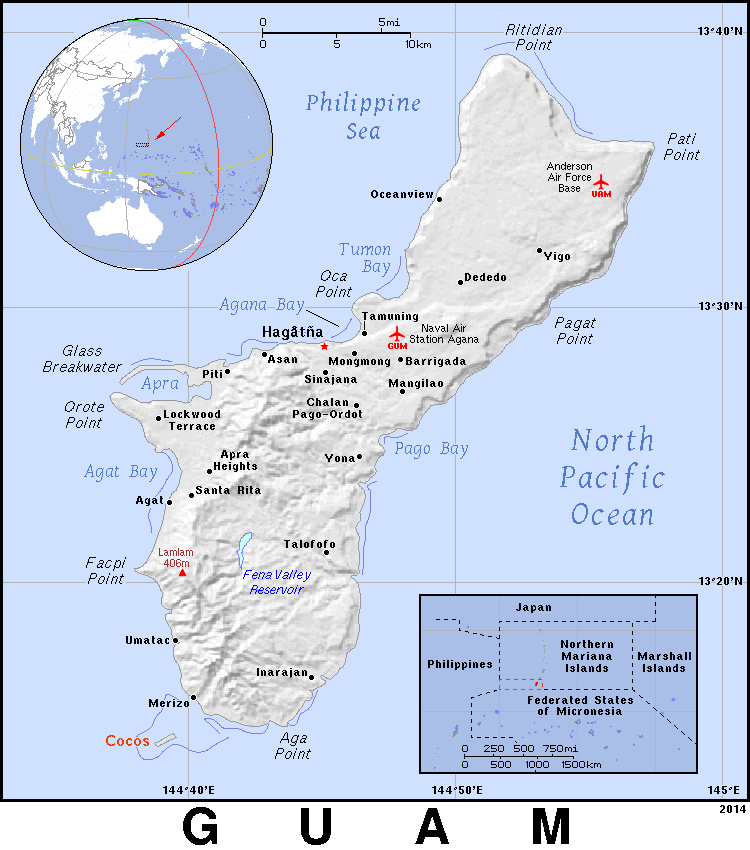 0 5mi
0 5 10km
Ritidian
Point
13°40'N
Philippine
Sea
Pati
Point
Anderson
Air Force
Base
UAM
Oceanview
Tumon
Bay
Yigo
Oca
Point
Dededo
Agana Bay
13°30'N
Tamuning
Hagåtña
Naval Air
Station Agana
GUM
Pagat
Point
Glass
Breakwater
Asan
Mongmong
Barrigada
Piti
Sinajana
Apra
Mangilao
Orote
Point
Chalan
Pago-Ordot
Lockwood
Terrace
North
Pacific
Ocean
Pago Bay
Apra
Heights
Yona
Agat Bay
Santa Rita
Agat
Talofofo
Lamlam
406m
Facpi
Point
Fena Valley
Reservoir
13°20'N
Japan
Umatac
Northern
Mariana
Islands
Philippines
Marshall
Islands
Inarajan
Merizo
Federated States
of Micronesia
Cocos
Aga
Point
0 250 500 750mi
0 500 1000 1500km
144°40'E
144°50'E
145°E
2014
G U A M